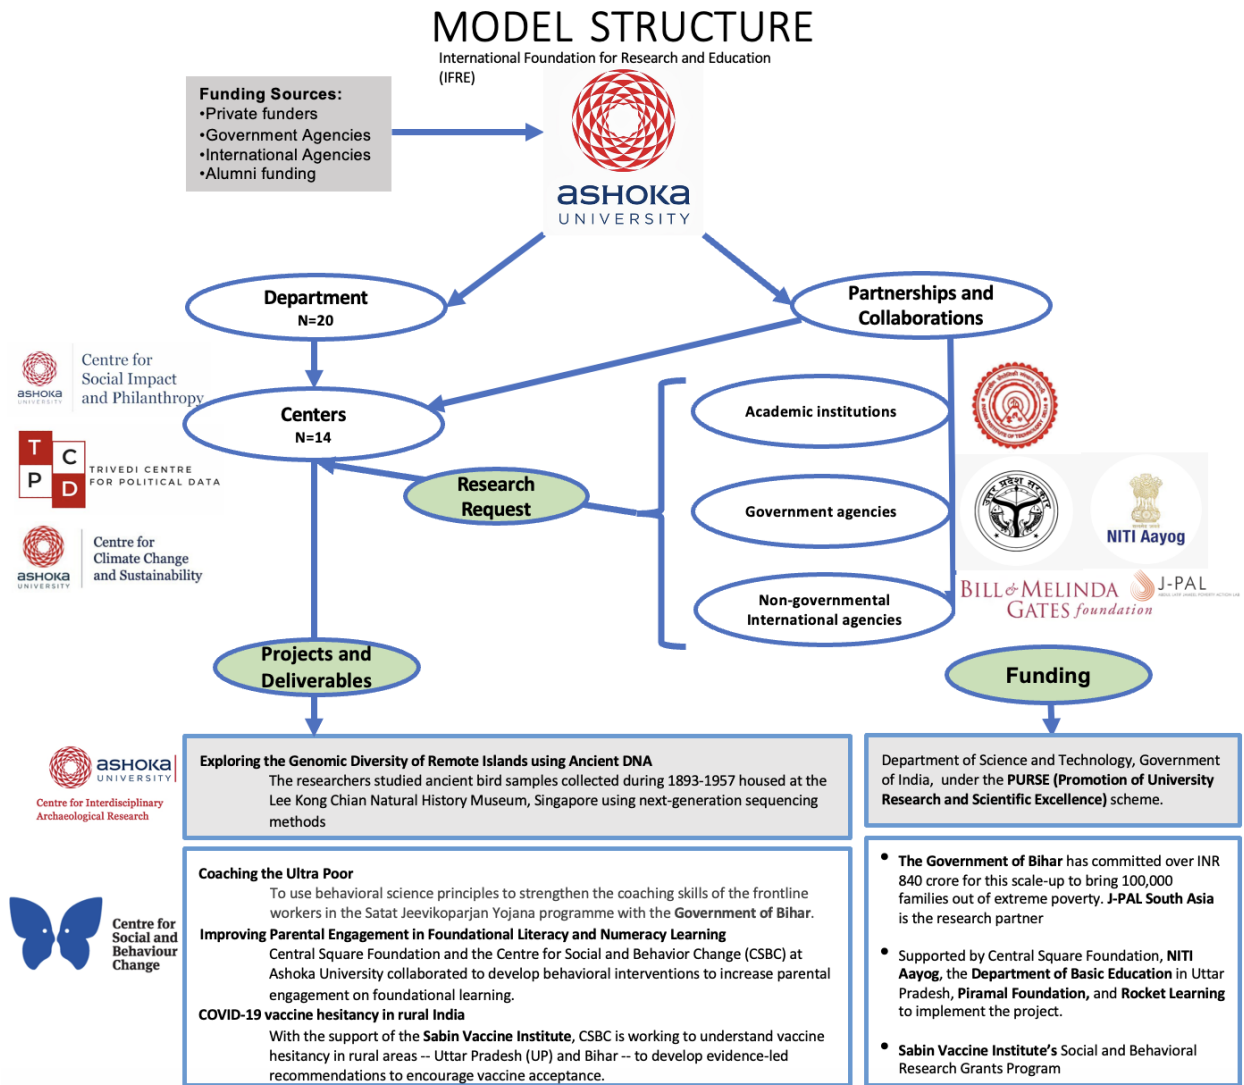 MODEL STRUCTURE
International Foundation for Research and Education
(IFRE)
Funding Sources:
•Private funders
•Government Agencies
•International Agencies
•Alumni funding
ASHOKA
UNIVERSITY
Department
N=20
Partnerships and
Collaborations
ASHOKA
UNIVERSITY
Centre for
Social Impact
and Philanthropy
Centers
N=14
Academic institutions
T
C
P
D
TRIVEDI CENTRE
FOR POLITICAL DATA
Research
Request
Government agencies
उत्तर प्रदेश सरकार
NITI Aayog
ASHOKA
UNIVERSITY
Centre for
Climate Change
and Sustainability
Non-governmental
International agencies
BILL & MELINDA
GATES foundation
J-PAL
Projects and
Deliverables
Funding
ASHOKA
UNIVERSITY
Centre for Interdisciplinary
Archaeological Research
Exploring the Genomic Diversity of Remote Islands using Ancient DNA
The researchers studied ancient bird samples collected during 1893-1957 housed at the
Lee Kong Chian Natural History Museum, Singapore using next-generation sequencing
methods
Department of Science and Technology, Government
of India, under the PURSE (Promotion of University
Research and Scientific Excellence) scheme.
Centre for
Social and
Behaviour
Change
Coaching the Ultra Poor
To use behavioral science principles to strengthen the coaching skills of the frontline
workers in the Satat Jeevikoparjan Yojana programme with the Government of Bihar.
Improving Parental Engagement in Foundational Literacy and Numeracy Learning
Central Square Foundation and the Centre for Social and Behavior Change (CSBC) at
Ashoka University collaborated to develop behavioral interventions to increase parental
engagement on foundational learning.
COVID-19 vaccine hesitancy in rural India
With the support of the Sabin Vaccine Institute, CSBC is working to understand vaccine
hesitancy in rural areas -- Uttar Pradesh (UP) and Bihar -- to develop evidence-led
recommendations to encourage vaccine acceptance.
• The Government of Bihar has committed over INR
840 crore for this scale-up to bring 100,000
families out of extreme poverty. J-PAL South Asia
is the research partner
• Supported by Central Square Foundation, NITI
Aayog, the Department of Basic Education in Uttar
Pradesh, Piramal Foundation, and Rocket Learning
to implement the project.
• Sabin Vaccine Institute's Social and Behavioral
Research Grants Program